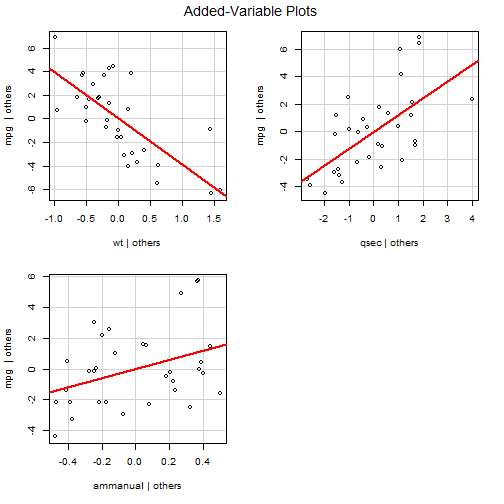 Added-Variable Plots
mpg | others
6
4
2
0
-2
-4
-6
-1.0 -0.5 0.0 0.5 1.0 1.5
wt | others
mpg | others
6
4
2
0
-2
-4
-2 -1 0 1 2 3 4
qsec | others
mpg | others
6
4
2
0
-2
-4
-0.4 -0.2 0.0 0.2 0.4
ammanual | others